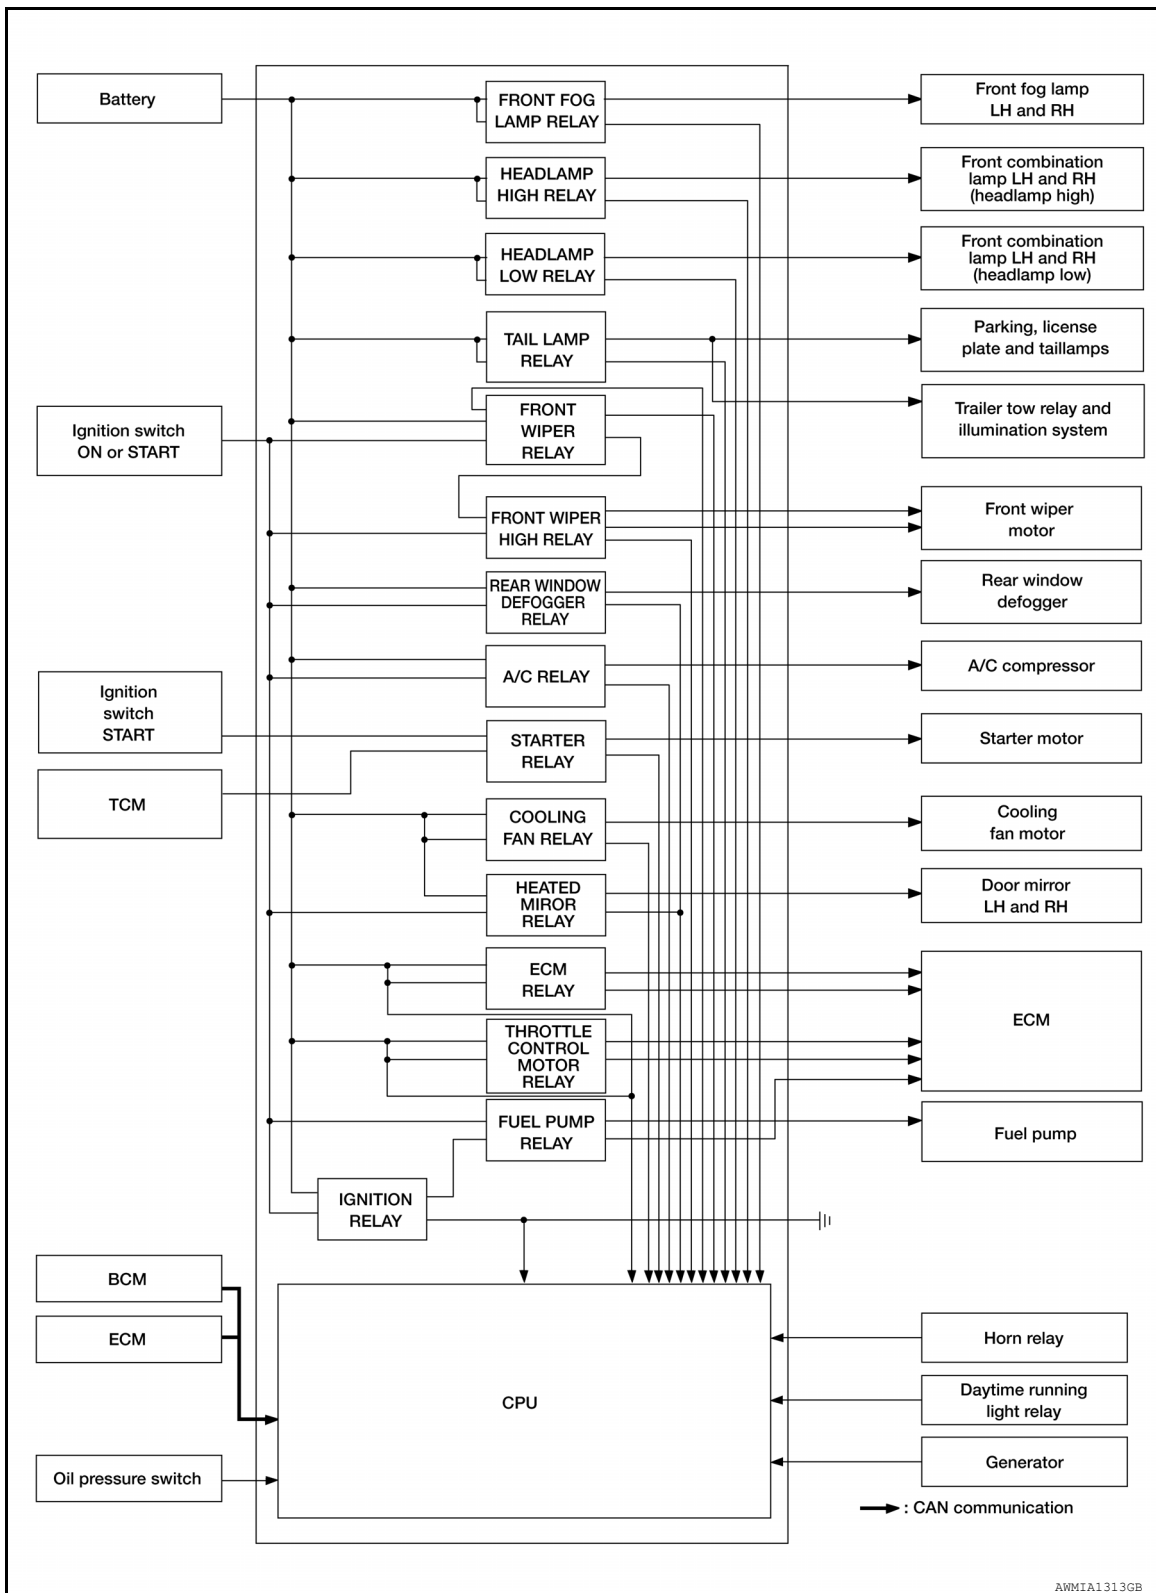 Battery
FRONT FOG
LAMP RELAY
Front fog lamp
LH and RH
HEADLAMP
HIGH RELAY
Front combination
lamp LH and RH
(headlamp high)
HEADLAMP
LOW RELAY
Front combination
lamp LH and RH
(headlamp low)
TAIL LAMP
RELAY
Parking, license
plate and taillamps
Ignition switch
ON or START
FRONT
WIPER
RELAY
Trailer tow relay and
illumination system
FRONT WIPER
HIGH RELAY
Front wiper
motor
REAR WINDOW
DEFOGGER
RELAY
Rear window
defogger
A/C RELAY
A/C compressor
Ignition
switch
START
STARTER
RELAY
Starter motor
TCM
COOLING
FAN RELAY
Cooling
fan motor
HEATED
MIROR
RELAY
Door mirror
LH and RH
ECM
RELAY
ECM
THROTTLE
CONTROL
MOTOR
RELAY
FUEL PUMP
RELAY
Fuel pump
IGNITION
RELAY
BCM
ECM
Oil pressure switch
CPU
Horn relay
Daytime running
light relay
Generator
: CAN communication
AWMIA1313GB